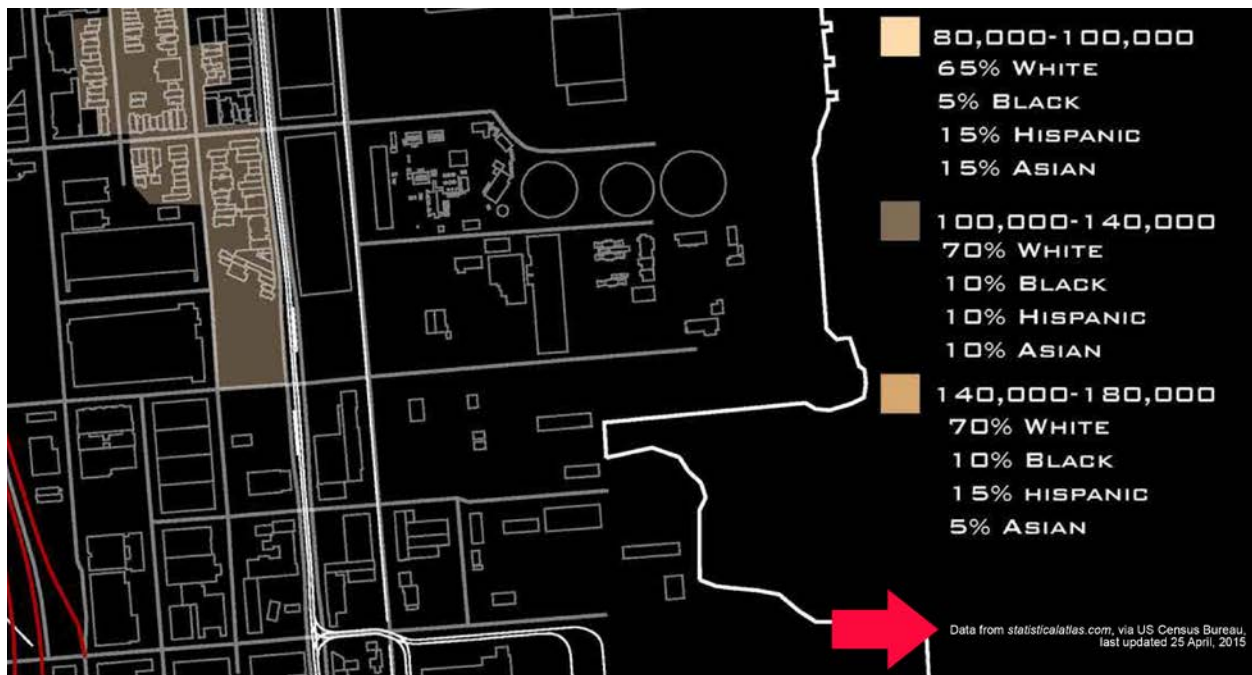 80,000-100,000
65% WHITE
5% BLACK
15% HISPANIC
15% ASIAN
100,000-140,000
70% WHITE
10% BLACK
10% HISPANIC
10% ASIAN
140,000-180,000
70% WHITE
10% BLACK
15% HISPANIC
5% ASIAN
Data from statisticalatlas.com, via US Census Bureau,
last updated 25 April, 2015